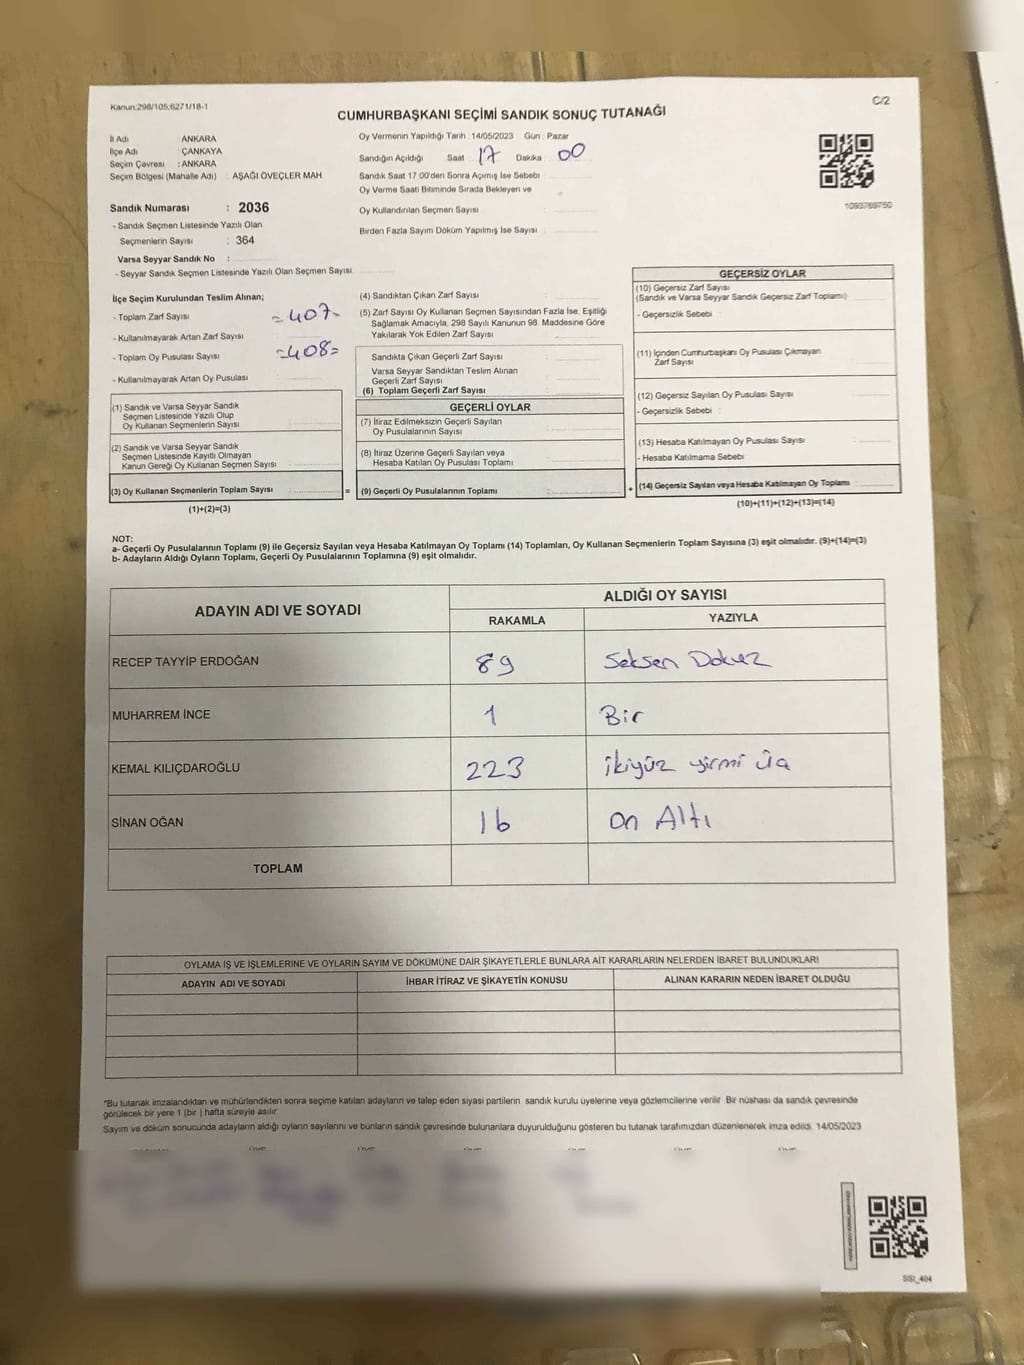 Kanun:298/105;6271/18-1
C/2
CUMHURBAŞKANI SEÇİMİ SANDIK SONUÇ TUTANAĞI
İl Adı : ANKARA
İlçe Adı : ÇANKAYA
Seçim Çevresi : ANKARA
Seçim Bölgesi (Mahalle Adı) : AŞAĞI ÖVEÇLER MAH.
Sandık Numarası : 2036
- Sandık Seçmen Listesinde Yazılı Olan
Seçmenlerin Sayısı : 364
Varsa Seyyar Sandık No :
- Seyyar Sandık Seçmen Listesinde Yazılı Olan Seçmen Sayısı
Oy Vermenin Yapıldığı Tarih :14/05/2023 Gün : Pazar
Sandığın Açıldığı Saat 17 Dakika 00
Sandık Saat 17.00'den Sonra Açmış İse Sebebi
Oy Verme Saati Bitiminde Sırada Bekleyen ve
Oy Kullandırılan Seçmen Sayısı
Birden Fazla Sayım Döküm Yapılmış İse Sayısı
1093769750
İlçe Seçim Kurulundan Teslim Alınan;
- Toplam Zarf Sayısı =407=
- Kullanılmayarak Artan Zarf Sayısı
- Toplam Oy Pusulası Sayısı =408=
- Kullanılmayarak Artan Oy Pusulası
(1) Sandık ve Varsa Seyyar Sandık
Seçmen Listesinde Yazılı Olup
Oy Kullanan Seçmenlerin Sayısı
(2) Sandık ve Varsa Seyyar Sandık
Seçmen Listesinde Kayıtlı Olmayan
Kanun Gereği Oy Kullanan Seçmen Sayısı
(3) Oy Kullanan Seçmenlerin Toplam Sayısı : =
(1)+(2)=(3)
(4) Sandıktan Çıkan Zarf Sayısı
(5) Zarf Sayısı Oy Kullanan Seçmen Sayısından Fazla İse, Eşitliği
Sağlamak Amacıyla, 298 Sayılı Kanunun 98. Maddesine Göre
Yakılarak Yok Edilen Zarf Sayısı
Sandıkta Çıkan Geçerli Zarf Sayısı
Varsa Seyyar Sandıktan Teslim Alınan
Geçerli Zarf Sayısı
(6) Toplam Geçerli Zarf Sayısı
GEÇERLİ OYLAR
(7) İtiraz Edilmeksizin Geçerli Sayılan
Oy Pusulalarının Sayısı
(8) İtiraz Üzerine Geçerli Sayılan veya
Hesaba Katılan Oy Pusulası Toplamı
(9) Geçerli Oy Pusulalarının Toplamı : +
GEÇERSİZ OYLAR
(10) Geçersiz Zarf Sayısı
(Sandık ve Varsa Seyyar Sandık Geçersiz Zarf Toplamı)
- Geçersizlik Sebebi :
(11) İçinden Cumhurbaşkanı Oy Pusulası Çıkmayan
Zarf Sayısı
(12) Geçersiz Sayılan Oy Pusulası Sayısı
- Geçersizlik Sebebi :
(13) Hesaba Katılmayan Oy Pusulası Sayısı
- Hesaba Katılmama Sebebi
(14) Geçersiz Sayılan veya Hesaba Katılmayan Oy Toplamı :
(10)+(11)+(12)+(13)=(14)
NOT:
a- Geçerli Oy Pusulalarının Toplamı (9) ile Geçersiz Sayılan veya Hesaba Katılmayan Oy Toplamı (14) Toplamları, Oy Kullanan Seçmenlerin Toplam Sayısına (3) eşit olmalıdır. (9)+(14)=(3)
b- Adayların Aldığı Oyların Toplamı, Geçerli Oy Pusulalarının Toplamına (9) eşit olmalıdır.
ADAYIN ADI VE SOYADI ALDIĞI OY SAYISI
RAKAMLA YAZIYLA
RECEP TAYYİP ERDOĞAN 89 Seksen Dokuz
MUHARREM İNCE 1 Bir
KEMAL KILIÇDAROĞLU 223 ikiyüz yirmi üç
SİNAN OĞAN 16 On Altı
TOPLAM
OYLAMA İŞ VE İŞLEMLERİNE VE OYLARIN SAYIM VE DÖKÜMÜNE DAİR ŞİKAYETLERLE BUNLARA AİT KARARLARIN NELERDEN İBARET BULUNDUKLARI
ADAYIN ADI VE SOYADI İHBAR İTİRAZ VE ŞİKAYETİN KONUSU ALINAN KARARIN NEDEN İBARET OLDUĞU
*Bu tutanak imzalandıktan ve mühürlendikten sonra seçime katılan adayların ve talep eden siyasi partilerin sandık kurulu üyelerine veya gözlemcilerine verilir. Bir nüshası da sandık çevresinde
görülecek bir yere 1 (bir ) hafta süreyle asılır.
Sayım ve döküm sonucunda adayların aldığı oyların sayılarını ve bunların sandık çevresinde bulunanlara duyurulduğunu gösteren bu tutanak tarafımızdan düzenlenerek imza edildi. 14/05/2023
SSI_404